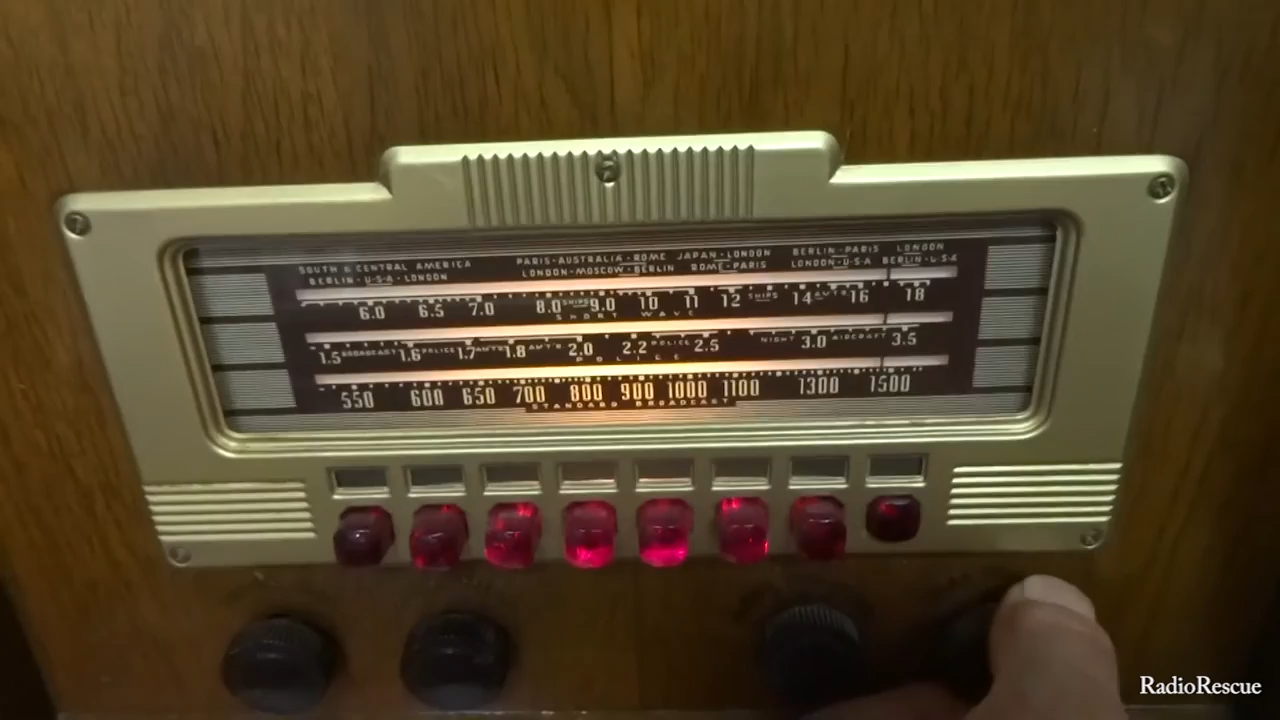 SOUTH & CENTRAL AMERICA PARIS-AUSTRALIA-ROME JAPAN-LONDON BERLIN-PARIS LONDON
BERLIN-U·S·A-LONDON LONDON-MOSCOW-BERLIN ROME-PARIS LONDON-U·S·A BERLIN-U·S·A
6.0 6.5 7.0 8.0 SHIPS 9.0 10 11 12 SHIPS 14 16 18
SHORT WAVE
1.5 BROADCAST 1.6 POLICE 1.7 1.8 2.0 2.2 POLICE 2.5 NIGHT 3.0 AIRCRAFT 3.5
POLICE
550 600 650 700 800 900 1000 1100 1300 1500
STANDARD BROADCAST
RadioRescue